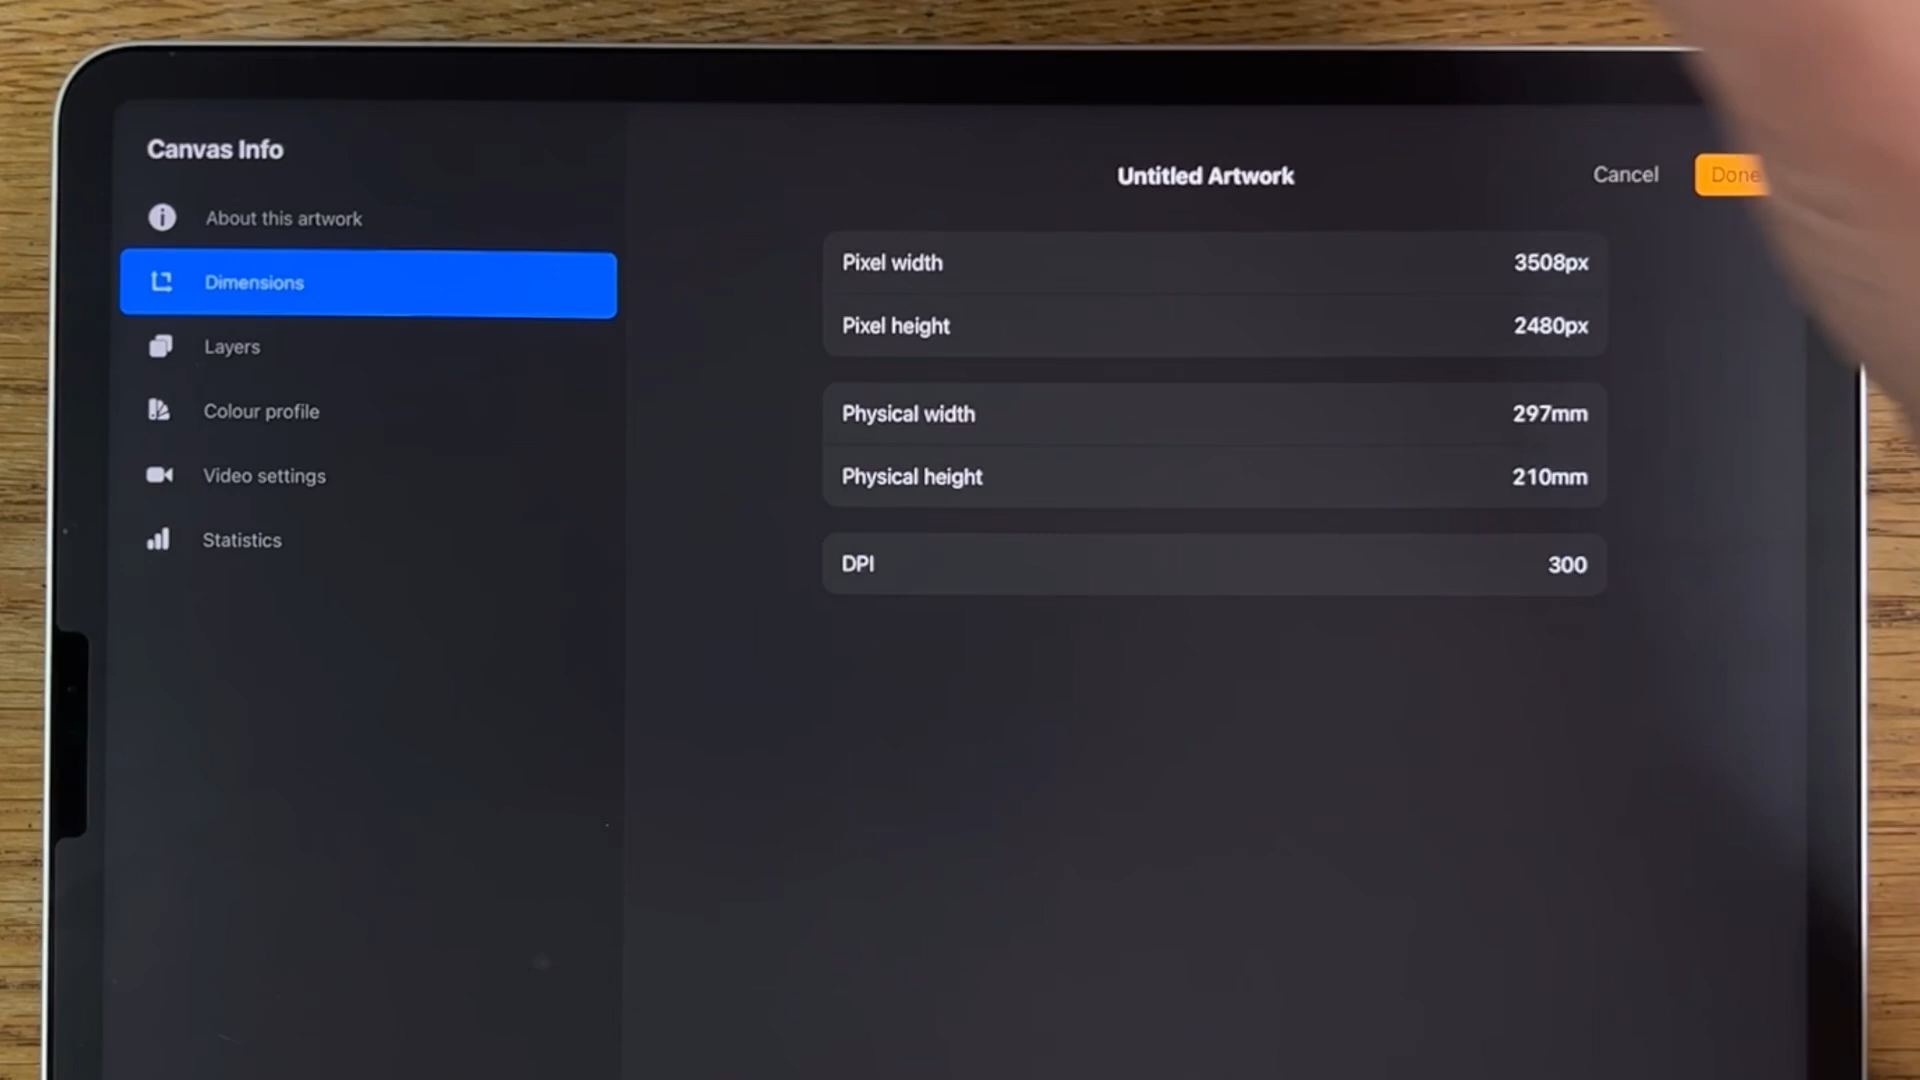 Canvas Info
About this artwork
Dimensions
Layers
Colour profile
Video settings
Statistics
Untitled Artwork
Cancel
Done
Pixel width 3508px
Pixel height 2480px
Physical width 297mm
Physical height 210mm
DPI 300